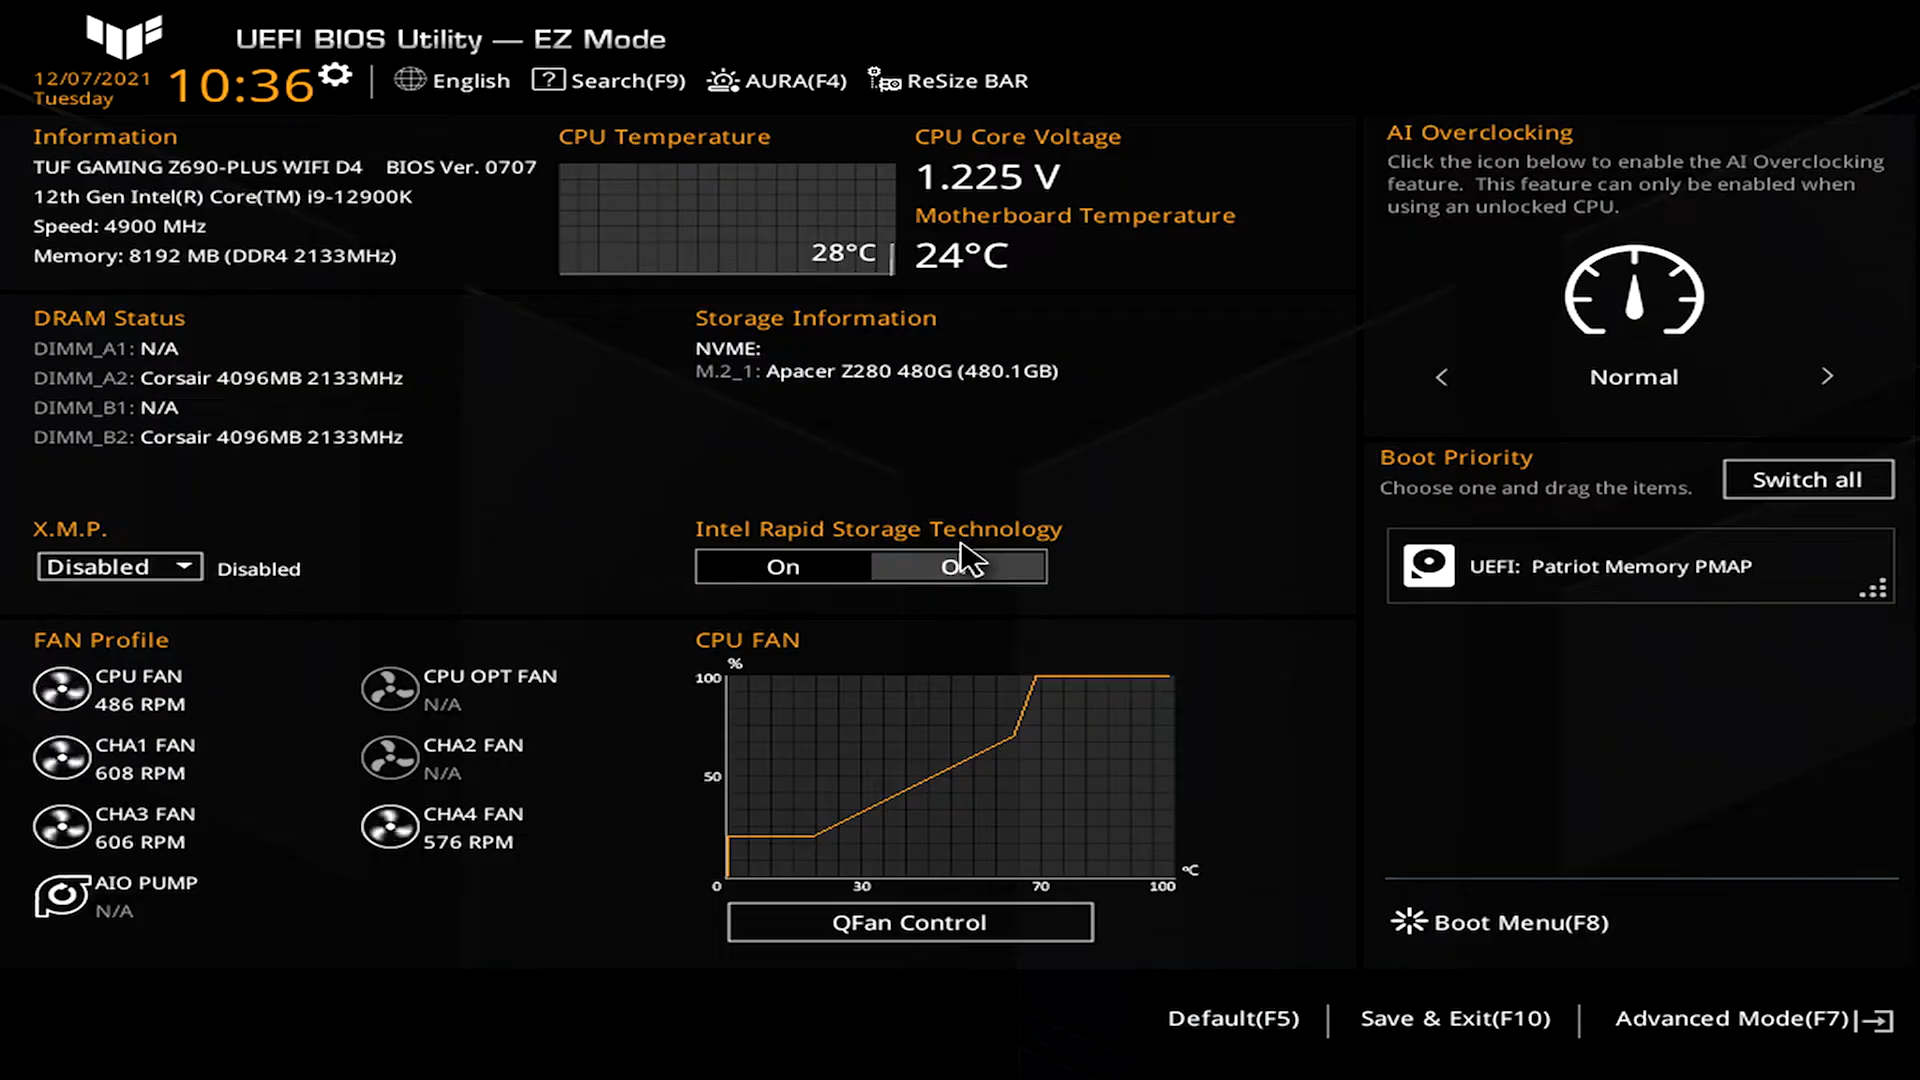 UEFI BIOS Utility — EZ Mode
12/07/2021
Tuesday
10:36
English
Search(F9)
AURA(F4)
ReSize BAR
Information
TUF GAMING Z690-PLUS WIFI D4 BIOS Ver. 0707
12th Gen Intel(R) Core(TM) i9-12900K
Speed: 4900 MHz
Memory: 8192 MB (DDR4 2133MHz)
CPU Temperature
28°C
CPU Core Voltage
1.225 V
Motherboard Temperature
24°C
AI Overclocking
Click the icon below to enable the AI Overclocking
feature. This feature can only be enabled when
using an unlocked CPU.
Normal
DRAM Status
DIMM_A1: N/A
DIMM_A2: Corsair 4096MB 2133MHz
DIMM_B1: N/A
DIMM_B2: Corsair 4096MB 2133MHz
Storage Information
NVME:
M.2_1: Apacer Z280 480G (480.1GB)
Boot Priority
Choose one and drag the items.
Switch all
UEFI: Patriot Memory PMAP
X.M.P.
Disabled
Disabled
Intel Rapid Storage Technology
On
FAN Profile
CPU FAN
486 RPM
CPU OPT FAN
N/A
CHA1 FAN
608 RPM
CHA2 FAN
N/A
CHA3 FAN
606 RPM
CHA4 FAN
576 RPM
AIO PUMP
N/A
CPU FAN
%
100
50
0
30
70
100
°C
QFan Control
Boot Menu(F8)
Default(F5)
Save & Exit(F10)
Advanced Mode(F7)